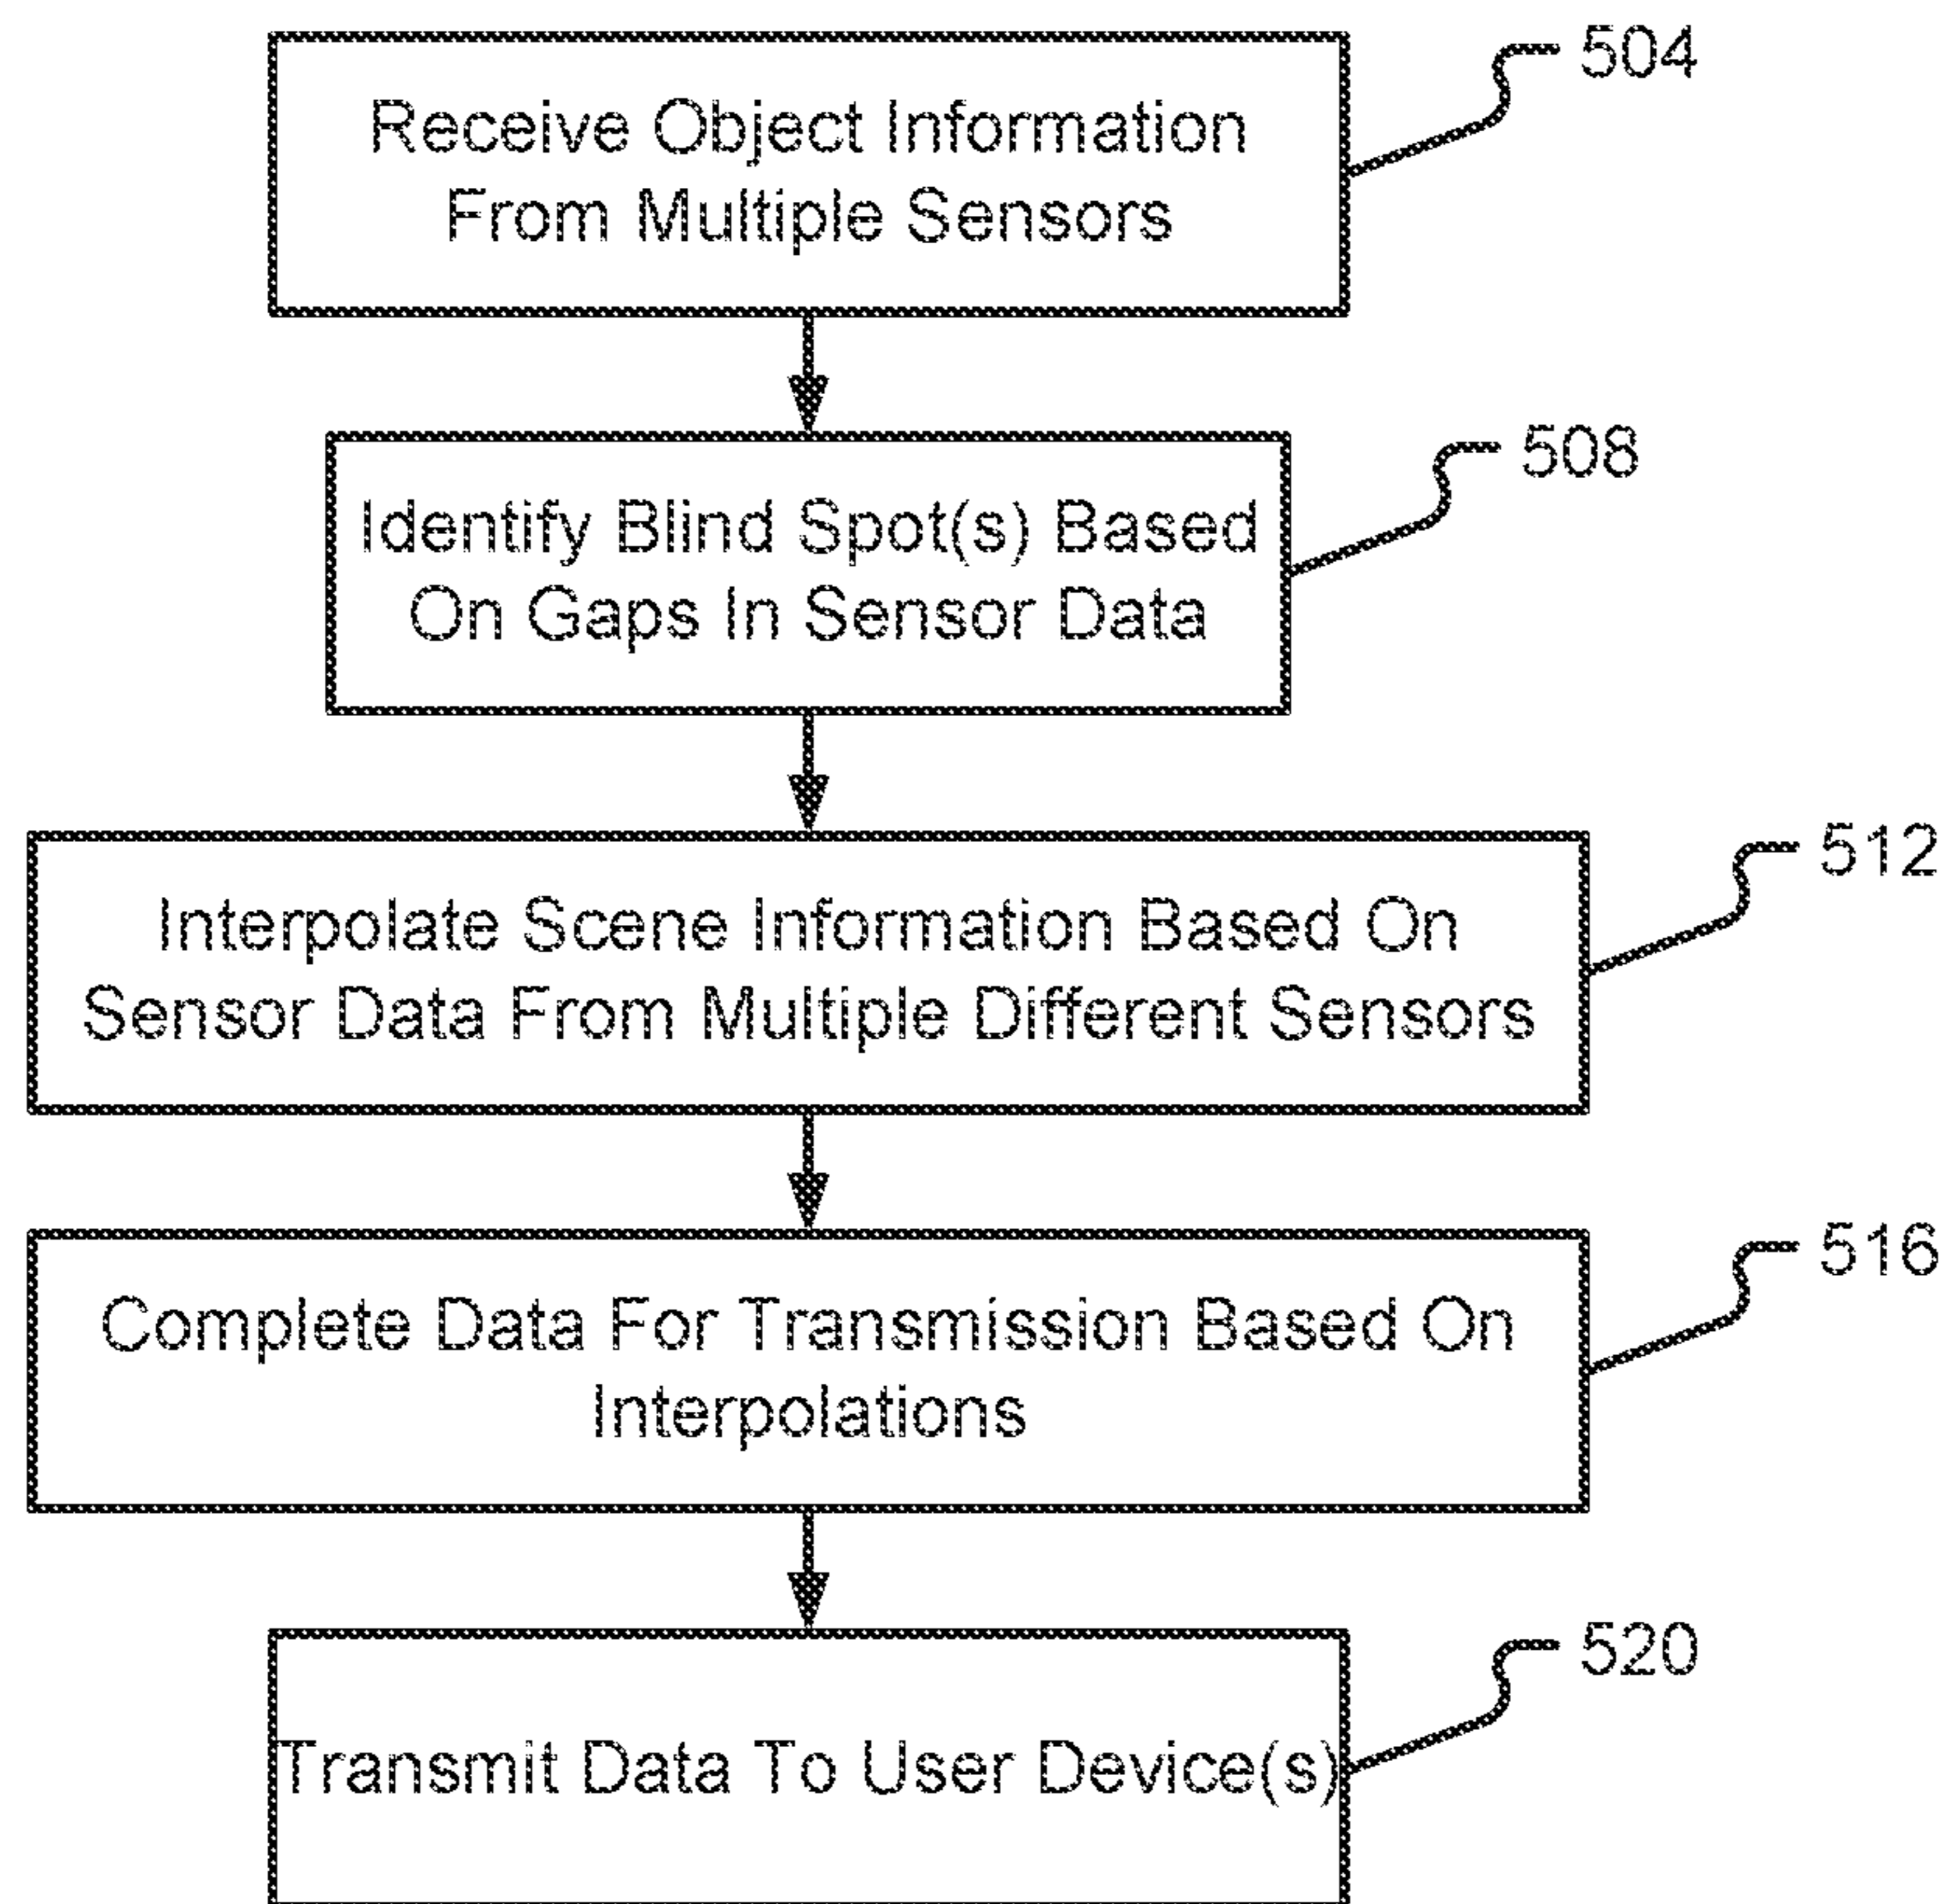 504
Receive Object Information
From Multiple Sensors
508
Identify Blind Spot(s) Based
On Gaps In Sensor Data
512
Interpolate Scene Information Based On
Sensor Data From Multiple Different Sensors
516
Complete Data For Transmission Based On
Interpolations
520
Transmit Data To User Device(s)